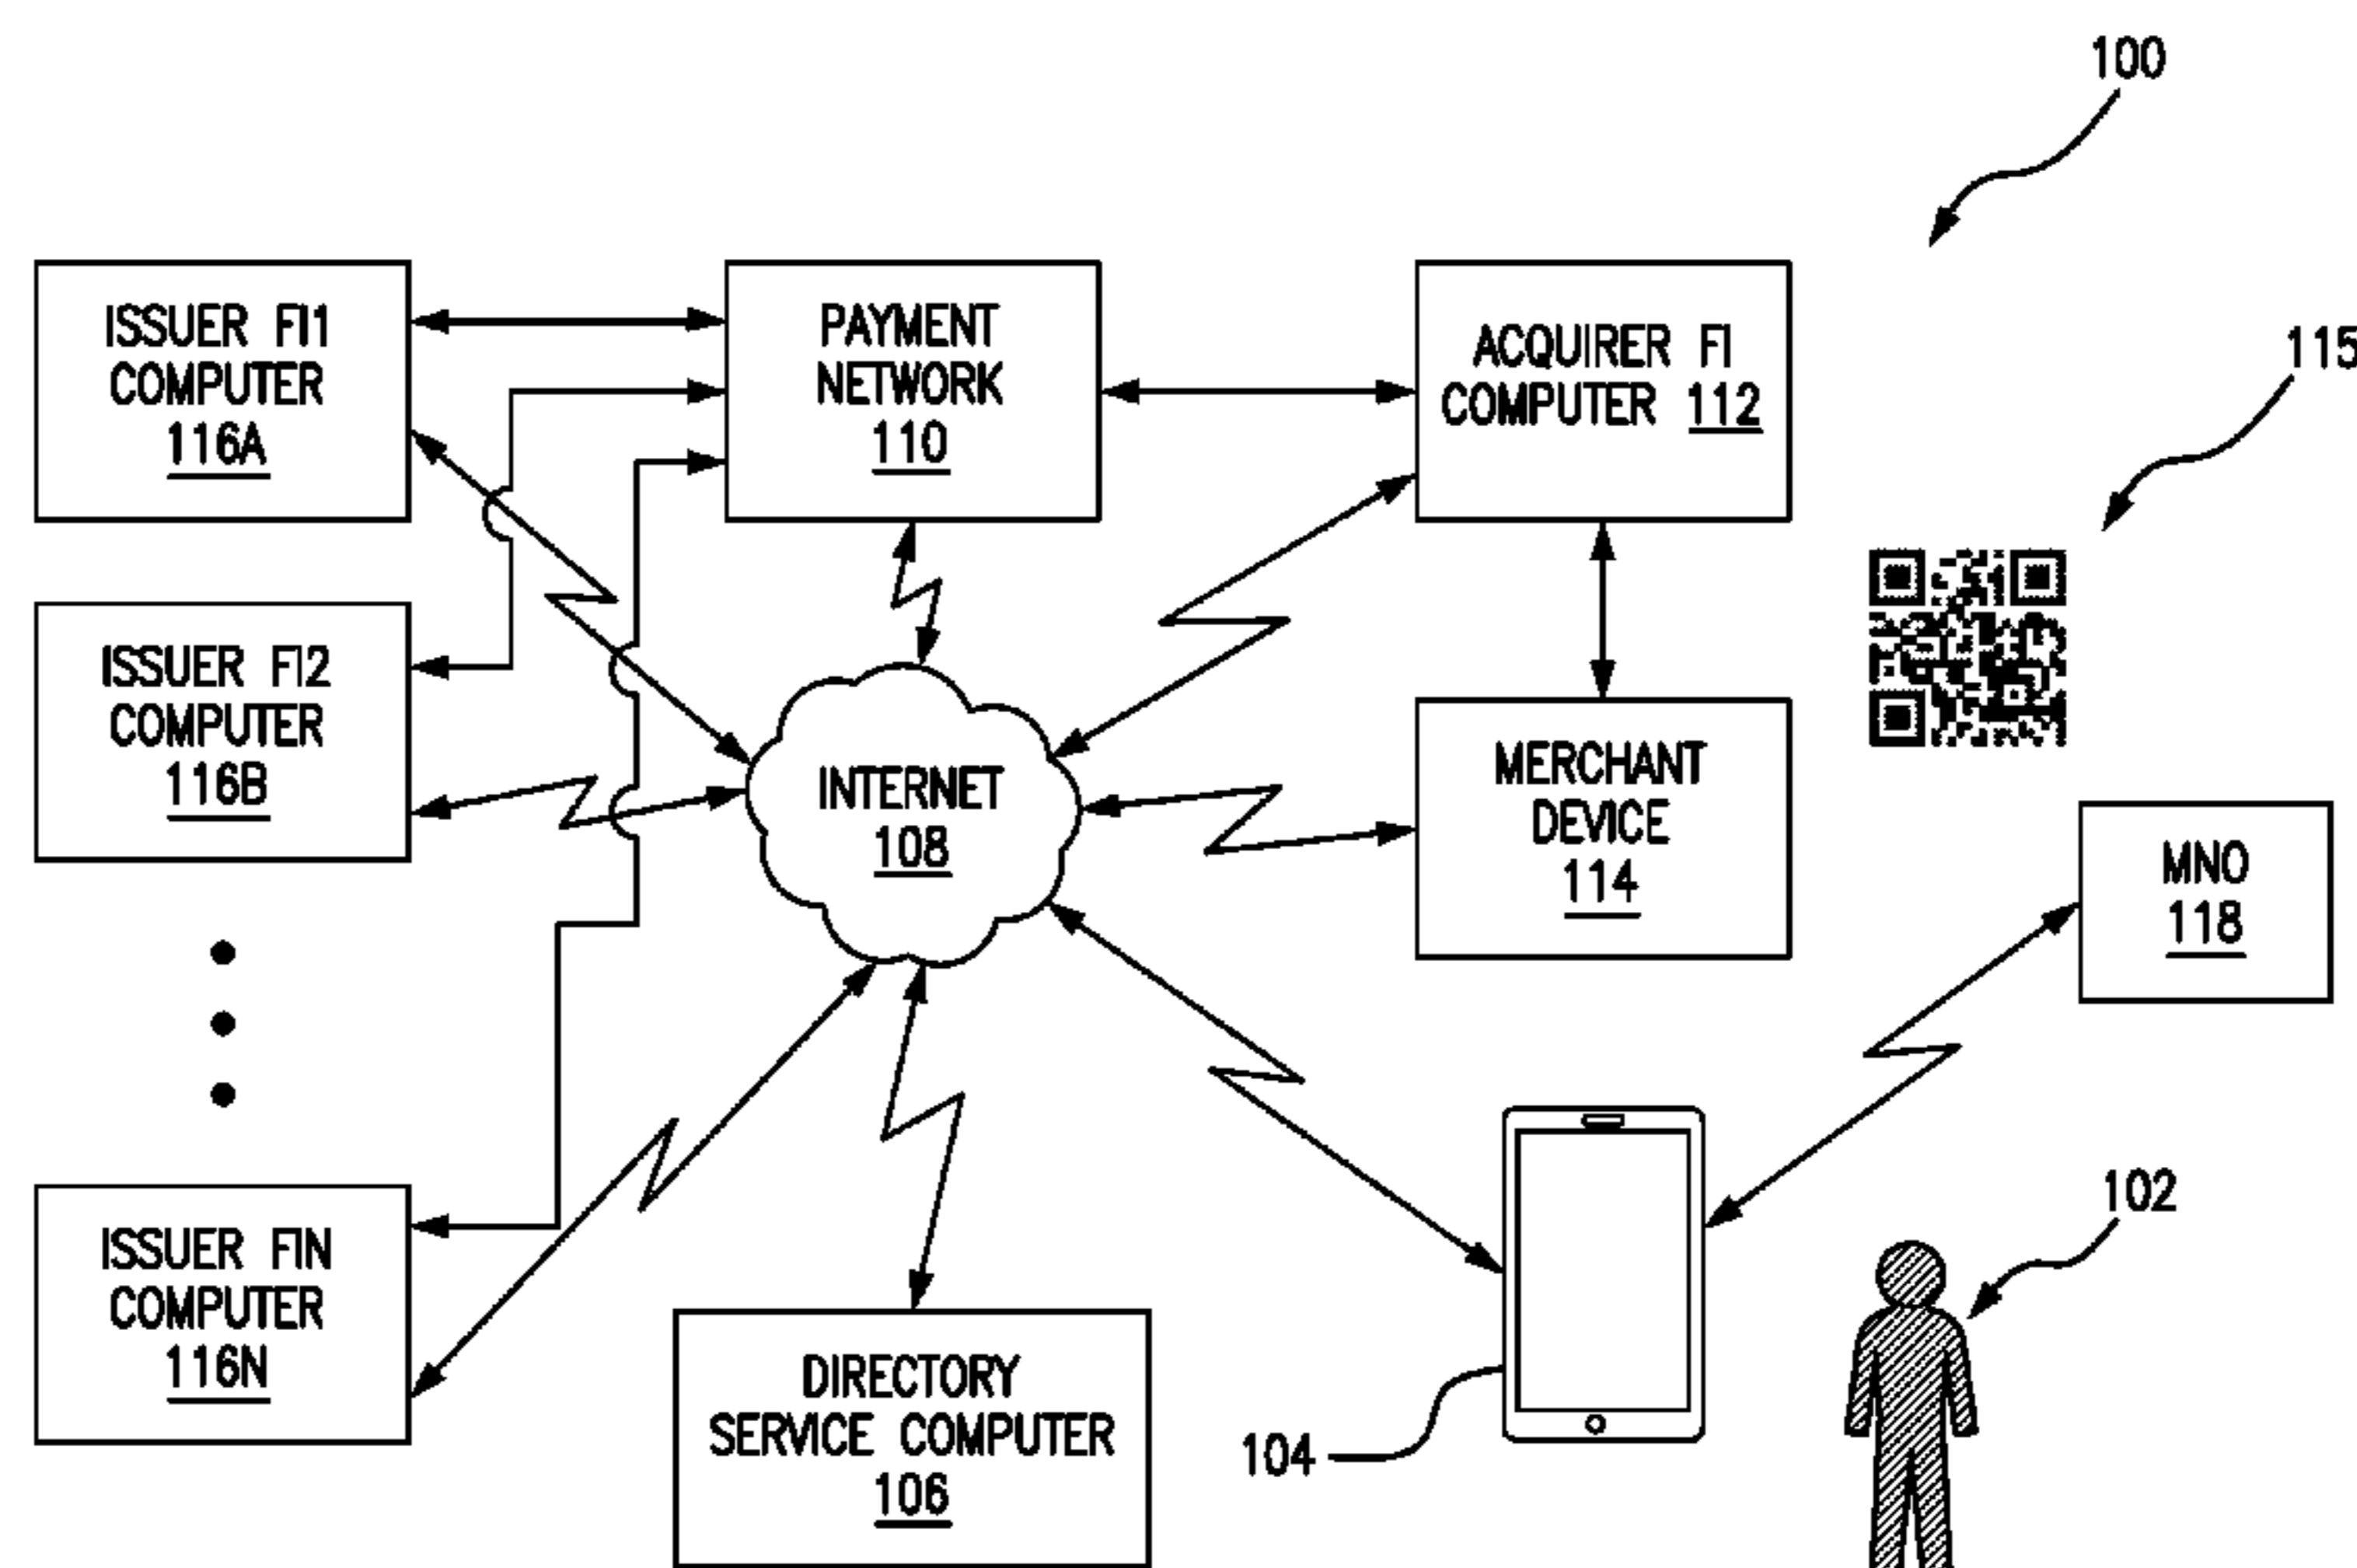 100
ISSUER FI1
COMPUTER
116A
PAYMENT
NETWORK
110
ACQUIRER FI
COMPUTER 112
115
ISSUER FI2
COMPUTER
116B
INTERNET
108
MERCHANT
DEVICE
114
MNO
118
102
ISSUER FIN
COMPUTER
116N
DIRECTORY
SERVICE COMPUTER
106
104